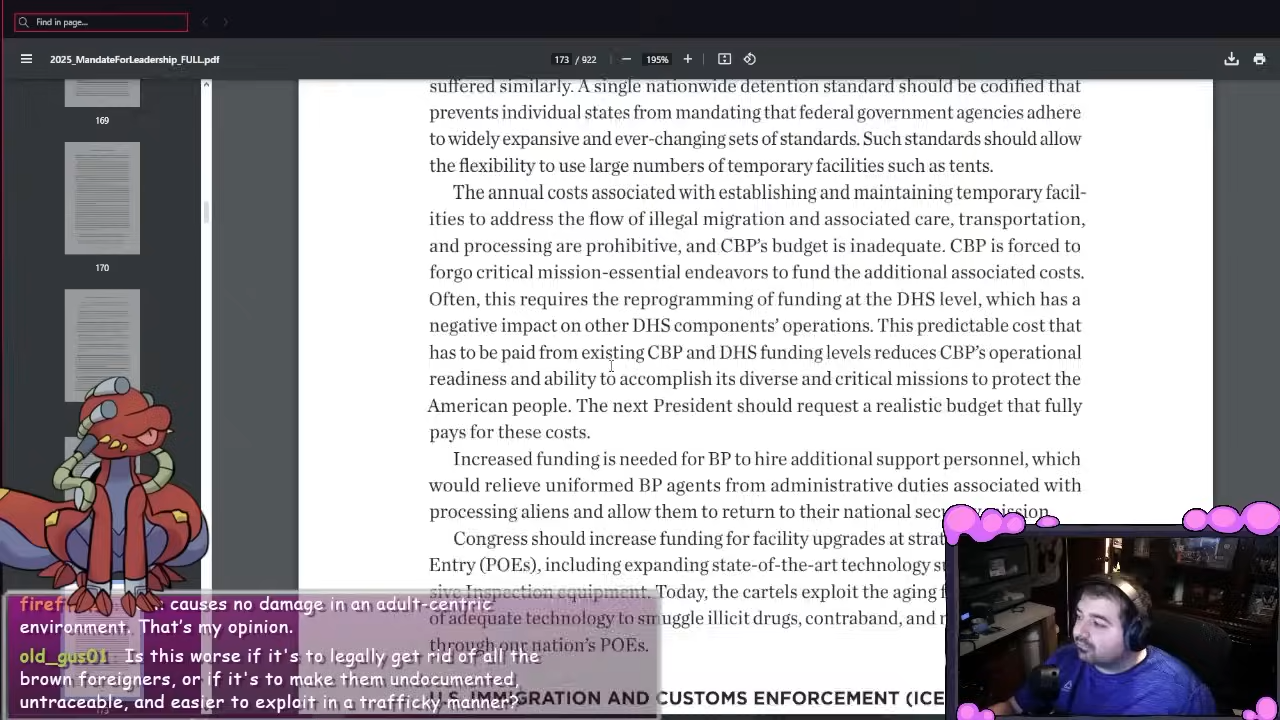 Find in page...
2025_MandateForLeadership_FULL.pdf
173 / 922
195%
suffered similarly. A single nationwide detention standard should be codified that
prevents individual states from mandating that federal government agencies adhere
to widely expansive and ever-changing sets of standards. Such standards should allow
the flexibility to use large numbers of temporary facilities such as tents.
The annual costs associated with establishing and maintaining temporary facil-
ities to address the flow of illegal migration and associated care, transportation,
and processing are prohibitive, and CBP's budget is inadequate. CBP is forced to
forgo critical mission-essential endeavors to fund the additional associated costs.
Often, this requires the reprogramming of funding at the DHS level, which has a
negative impact on other DHS components' operations. This predictable cost that
has to be paid from existing CBP and DHS funding levels reduces CBP's operational
readiness and ability to accomplish its diverse and critical missions to protect the
American people. The next President should request a realistic budget that fully
pays for these costs.
Increased funding is needed for BP to hire additional support personnel, which
would relieve uniformed BP agents from administrative duties associated with
processing aliens and allow them to return to their national
Congress should increase funding for facility upgrades at
Entry (POEs), including expanding state-of-the-art technology
sive Inspection equipment. Today, the cartels exploit the aging
of adequate technology to smuggle illicit drugs, contraband, and
through our nation's POEs.
U.S. IMMIGRATION AND CUSTOMS ENFORCEMENT (ICE
169
170
causes no damage in an adult-centric
environment. That's my opinion.
old_gus01: Is this worse if it's to legally get rid of all the
brown foreigners, or if it's to make them undocumented,
untraceable, and easier to exploit in a trafficky manner?